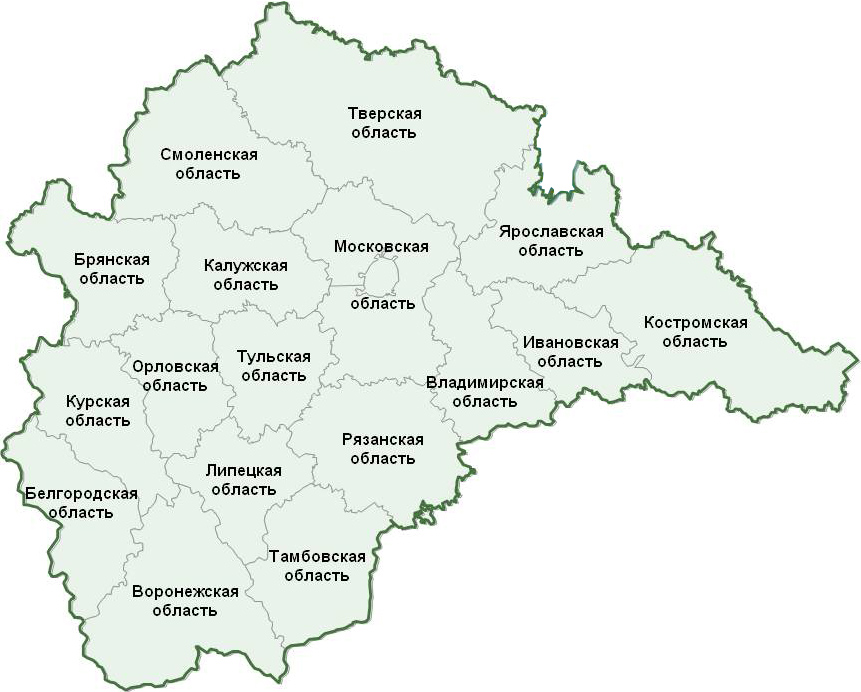 Тверская
область
Смоленская
область
Ярославская
область
Московская
область
Брянская
область
Калужская
область
Костромская
область
Ивановская
область
Орловская
область
Тульская
область
Владимирская
область
Курская
область
Рязанская
область
Липецкая
область
Белгородская
область
Тамбовская
область
Воронежская
область